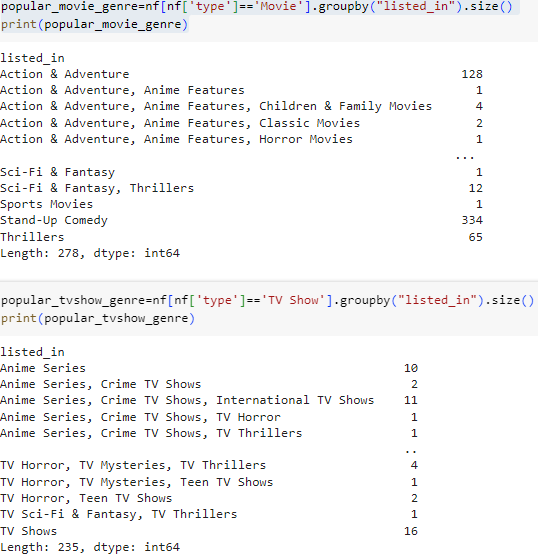 popular_movie_genre=nf[nf['type']=='Movie'].groupby("listed_in").size()
print(popular_movie_genre)
listed_in
Action & Adventure 128
Action & Adventure, Anime Features 1
Action & Adventure, Anime Features, Children & Family Movies 4
Action & Adventure, Anime Features, Classic Movies 2
Action & Adventure, Anime Features, Horror Movies 1
...
Sci-Fi & Fantasy 1
Sci-Fi & Fantasy, Thrillers 12
Sports Movies 1
Stand-Up Comedy 334
Thrillers 65
Length: 278, dtype: int64
popular_tvshow_genre=nf[nf['type']=='TV Show'].groupby("listed_in").size()
print(popular_tvshow_genre)
listed_in
Anime Series 10
Anime Series, Crime TV Shows 2
Anime Series, Crime TV Shows, International TV Shows 11
Anime Series, Crime TV Shows, TV Horror 1
Anime Series, Crime TV Shows, TV Thrillers 1
..
TV Horror, TV Mysteries, TV Thrillers 4
TV Horror, TV Mysteries, Teen TV Shows 1
TV Horror, Teen TV Shows 2
TV Sci-Fi & Fantasy, TV Thrillers 1
TV Shows 16
Length: 235, dtype: int64